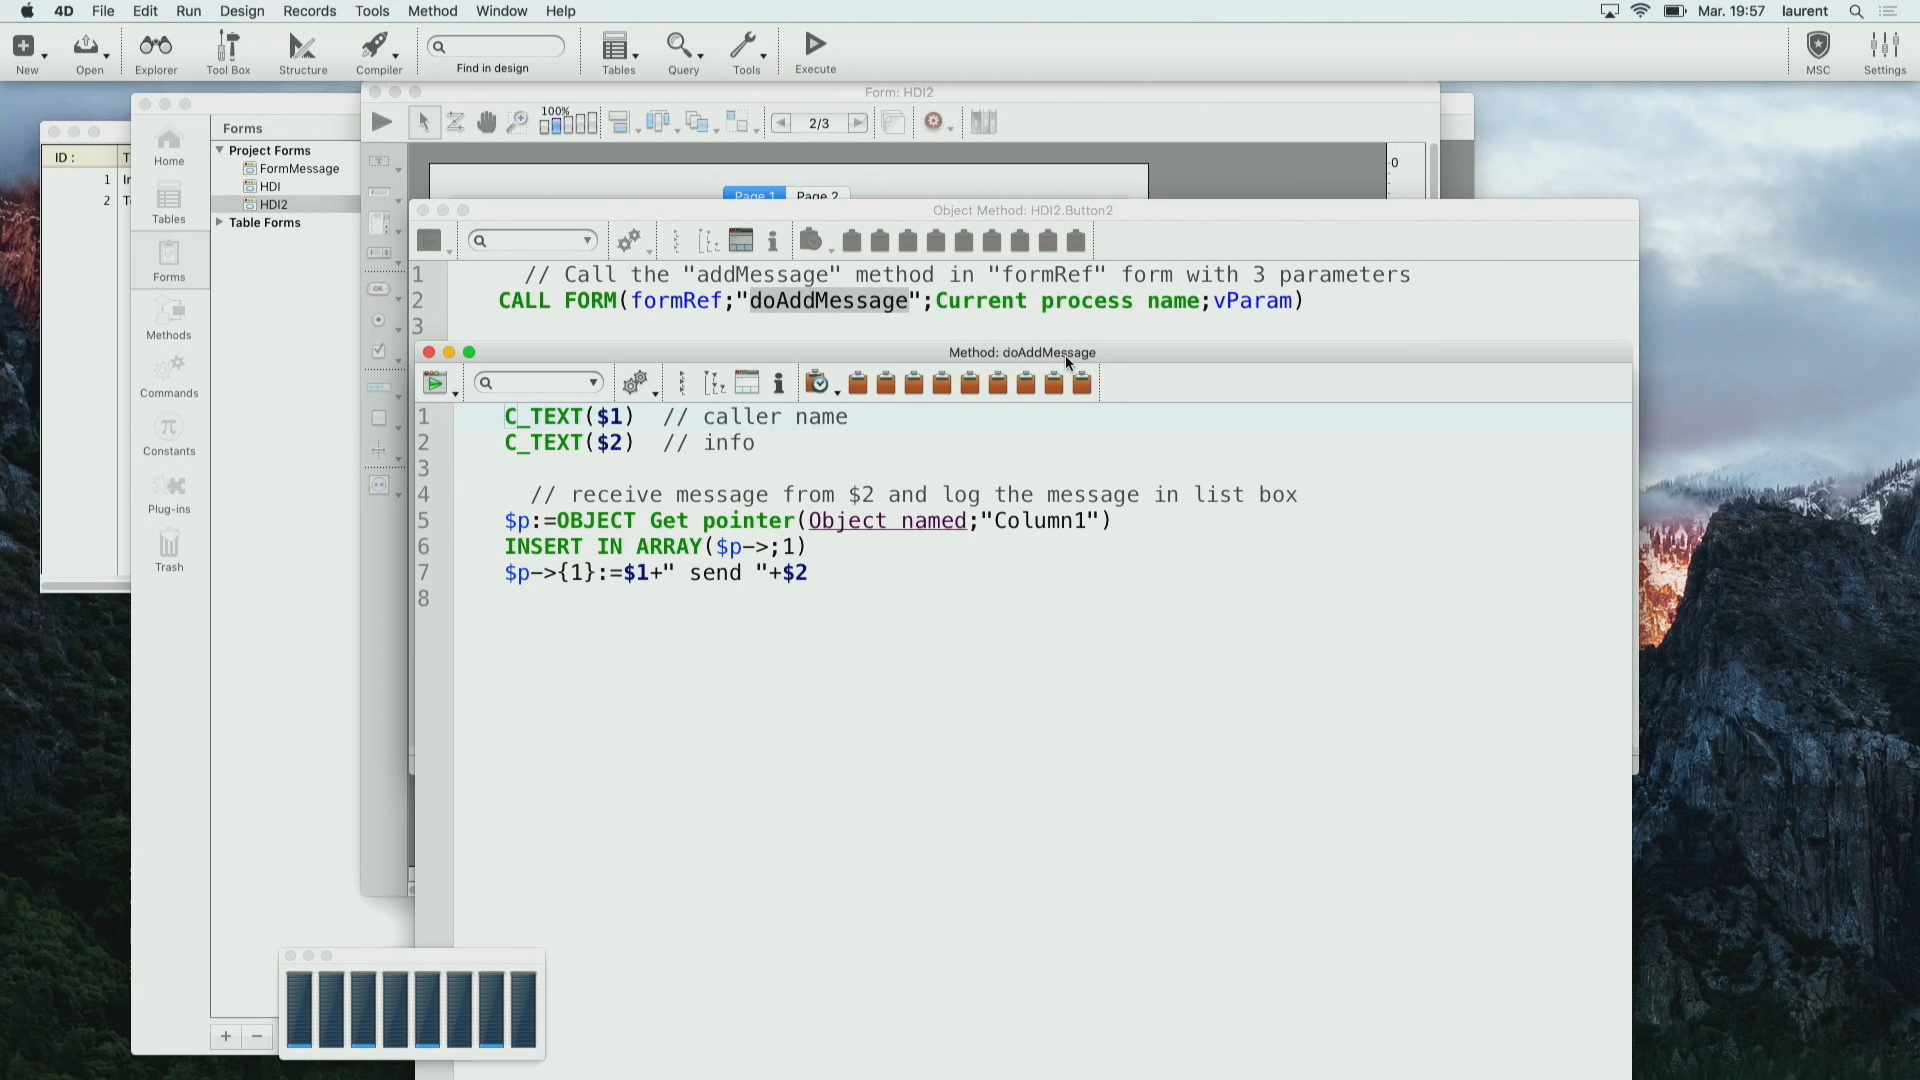 4D File Edit Run Design Records Tools Method Window Help
Mar. 19:57 laurent
New Open Explorer Tool Box Structure Compiler Find in design Tables Query Tools Execute MSC Settings
Form: HDI2
100%
2/3
Home
Tables
Forms
Methods
Commands
Constants
Plug-ins
Trash
Forms
Project Forms
FormMessage
HDI
HDI2
Table Forms
ID : T
1
2
OK
0
Page 1 Page 2
Object Method: HDI2.Button2
1 // Call the "addMessage" method in "formRef" form with 3 parameters
2 CALL FORM(formRef;"doAddMessage";Current process name;vParam)
3
Method: doAddMessage
1 C_TEXT($1) // caller name
2 C_TEXT($2) // info
3
4 // receive message from $2 and log the message in list box
5 $p:=OBJECT Get pointer(Object named;"Column1")
6 INSERT IN ARRAY($p->;1)
7 $p->{1}:=$1+" send "+$2
8